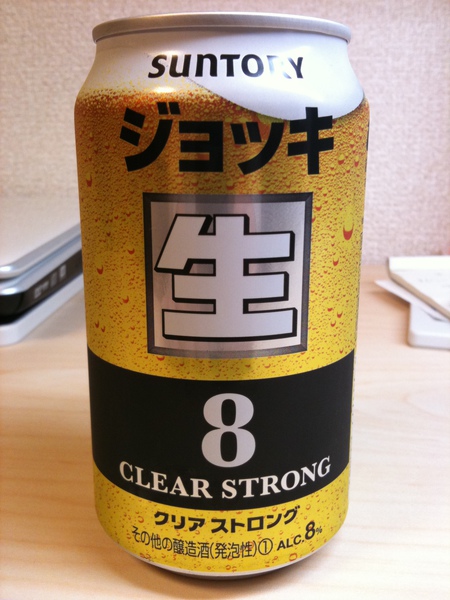 SUNTORY
ジョッキ
生
8
CLEAR STRONG
クリア ストロング
その他の醸造酒(発泡性)① ALC.8%